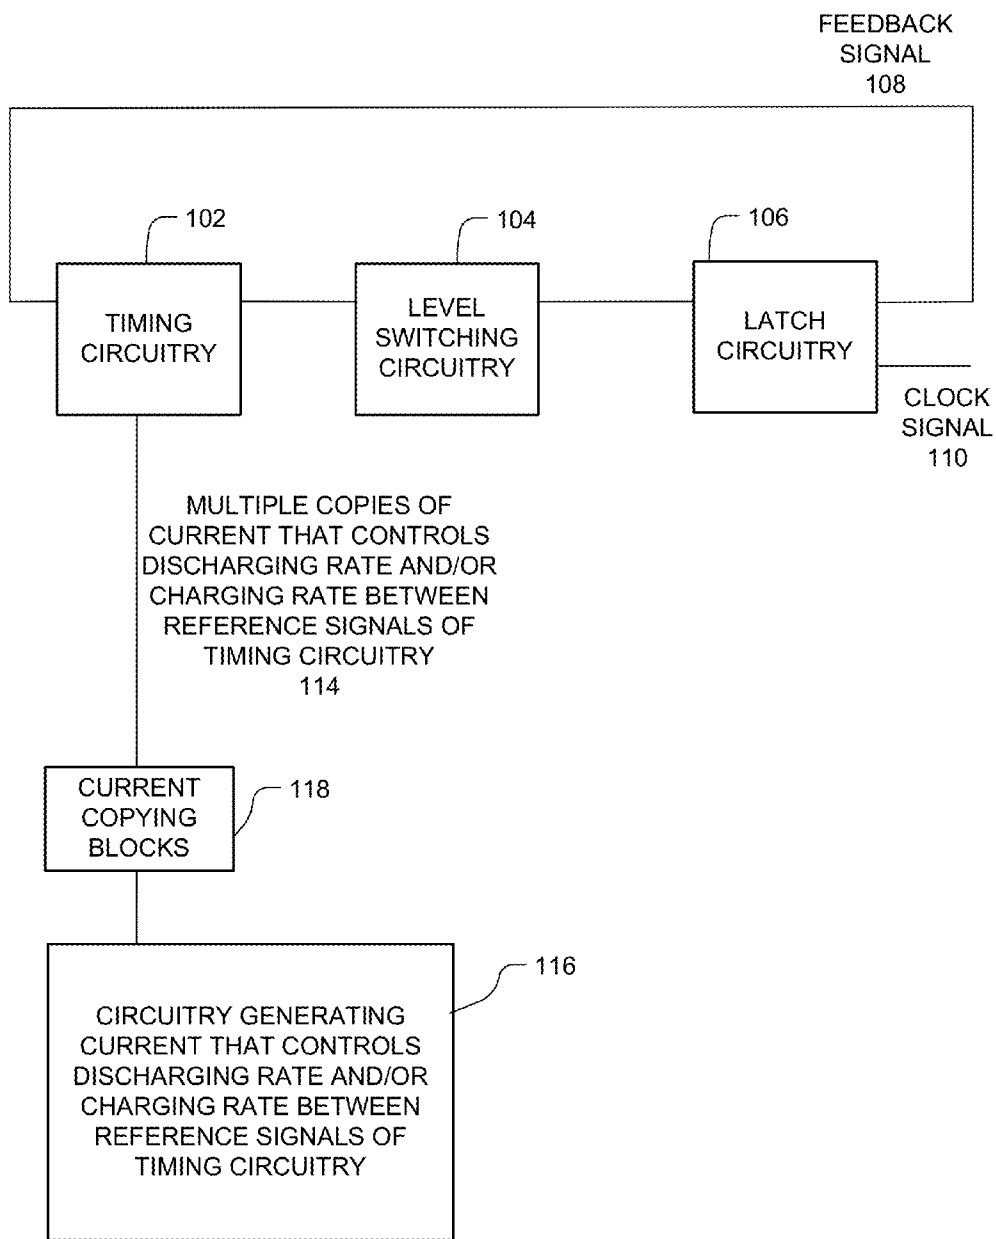 FEEDBACK
SIGNAL
108
102
104
106
TIMING
CIRCUITRY
LEVEL
SWITCHING
CIRCUITRY
LATCH
CIRCUITRY
CLOCK
SIGNAL
110
MULTIPLE COPIES OF
CURRENT THAT CONTROLS
DISCHARGING RATE AND/OR
CHARGING RATE BETWEEN
REFERENCE SIGNALS OF
TIMING CIRCUITRY
114
CURRENT
COPYING
BLOCKS
118
116
CIRCUITRY GENERATING
CURRENT THAT CONTROLS
DISCHARGING RATE AND/OR
CHARGING RATE BETWEEN
REFERENCE SIGNALS OF
TIMING CIRCUITRY